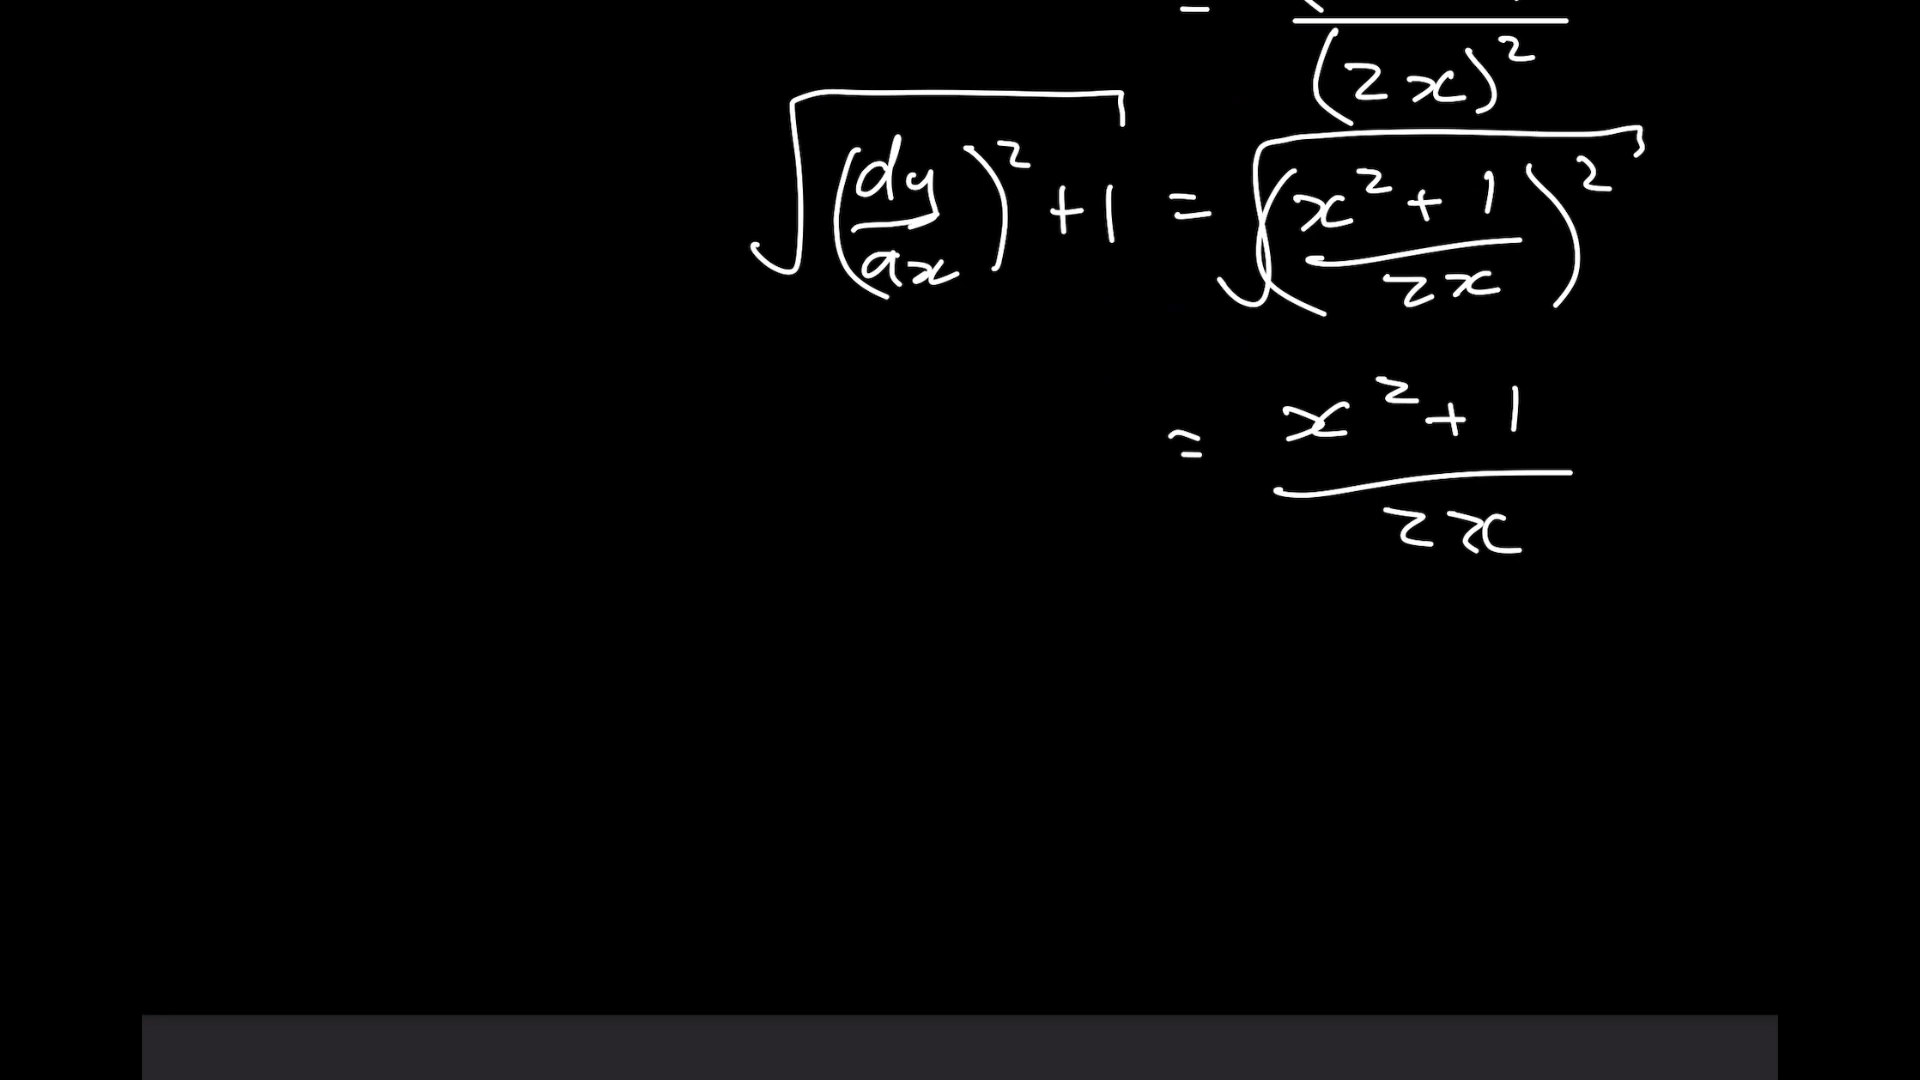 = (2x)²
√((dy/dx)² + 1) = √(((x² + 1)/2x)²)
= (x² + 1)/2x